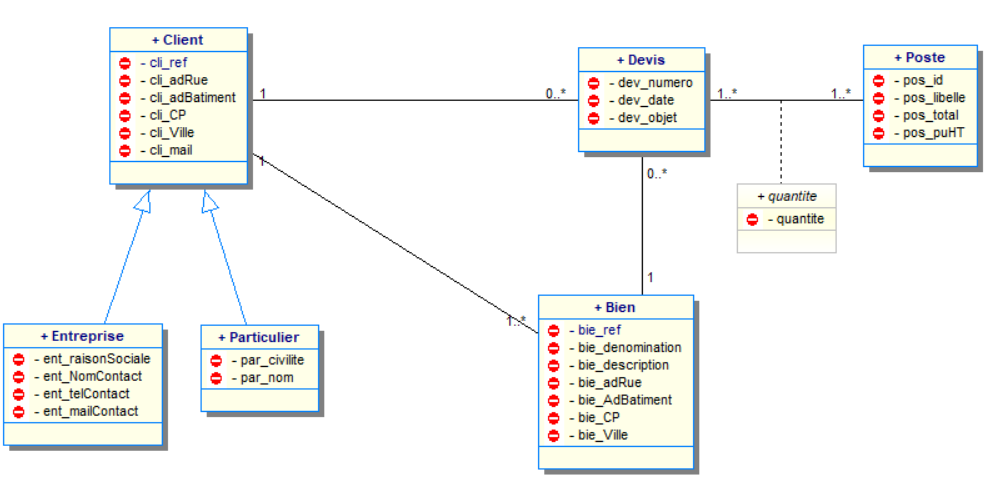 + Client
- cli_ref
- cli_adRue
- cli_adBatiment
- cli_CP
- cli_Ville
- cli_mail
1
0..*
+ Devis
- dev_numero
- dev_date
- dev_objet
1..*
1..*
+ Poste
- pos_id
- pos_libelle
- pos_total
- pos_puHT
1
0..*
+ quantite
- quantite
1
1..*
+ Entreprise
- ent_raisonSociale
- ent_NomContact
- ent_telContact
- ent_mailContact
+ Particulier
- par_civilite
- par_nom
+ Bien
- bie_ref
- bie_denomination
- bie_description
- bie_adRue
- bie_AdBatiment
- bie_CP
- bie_Ville